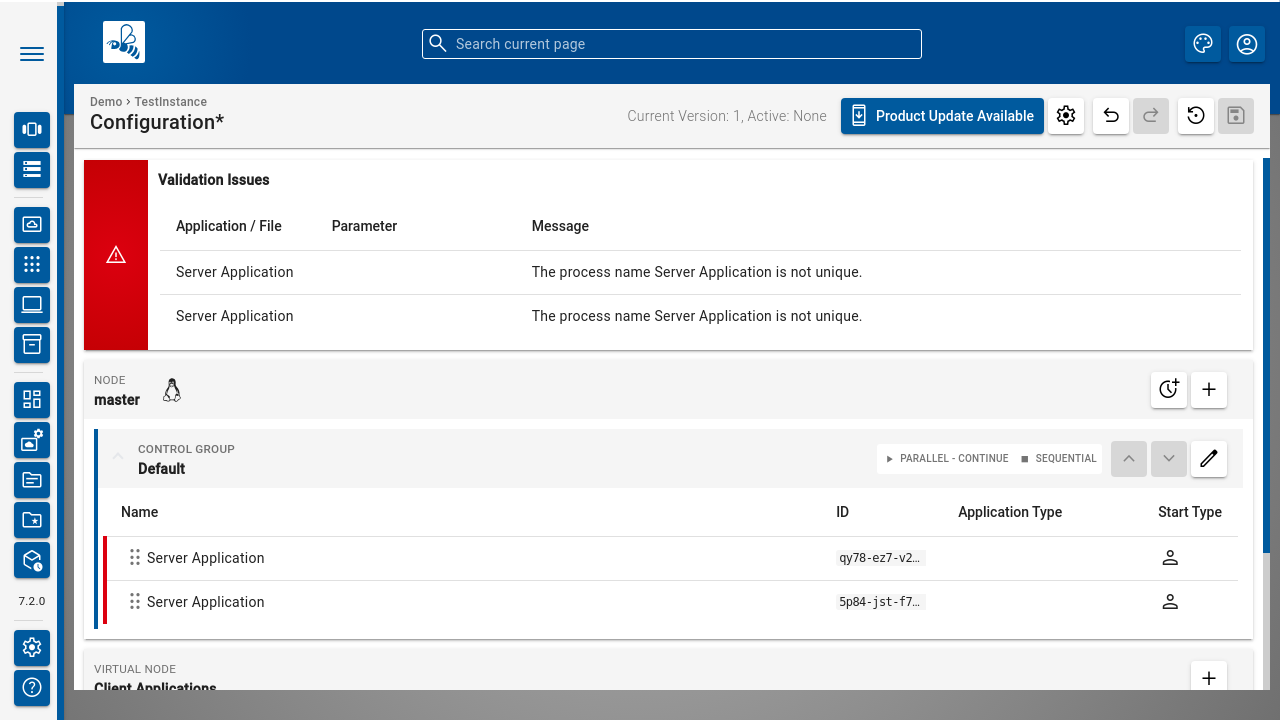 Search current page
Demo › TestInstance
Configuration*
Current Version: 1, Active: None
Product Update Available
Validation Issues
Application / File Parameter Message
Server Application The process name Server Application is not unique.
Server Application The process name Server Application is not unique.
NODE
master
CONTROL GROUP
Default
PARALLEL - CONTINUE SEQUENTIAL
Name ID Application Type Start Type
Server Application qy78-ez7-v2…
Server Application 5p84-jst-f7…
VIRTUAL NODE
Client Applications
7.2.0